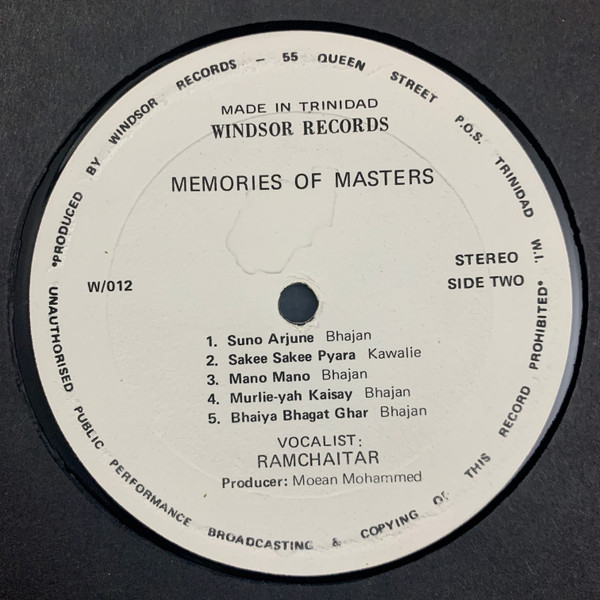 *PRODUCED BY WINDSOR RECORDS — 55 QUEEN STREET P.O.S. TRINIDAD W.I.
MADE IN TRINIDAD
WINDSOR RECORDS
MEMORIES OF MASTERS
W/012
STEREO
SIDE TWO
1. Suno Arjune Bhajan
2. Sakee Sakee Pyara Kawalie
3. Mano Mano Bhajan
4. Murlie-yah Kaisay Bhajan
5. Bhaiya Bhagat Ghar Bhajan
VOCALIST:
RAMCHAITAR
Producer: Moean Mohammed
UNAUTHORISED PUBLIC PERFORMANCE BROADCASTING & COPYING OF THIS RECORD PROHIBITED*